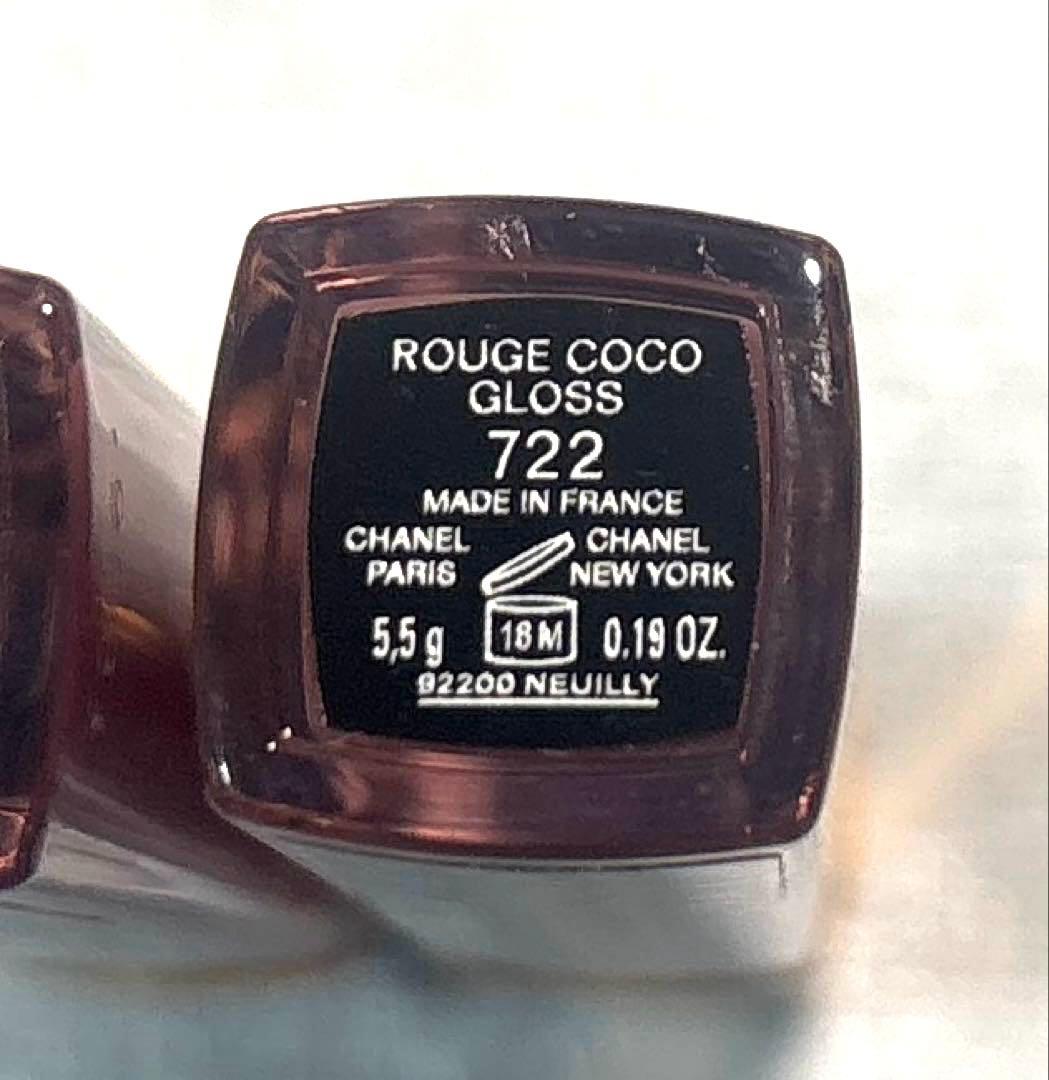 ROUGE COCO
GLOSS
722
MADE IN FRANCE
CHANEL CHANEL
PARIS NEW YORK
5,5 g 18 M 0.19 OZ.
92200 NEUILLY